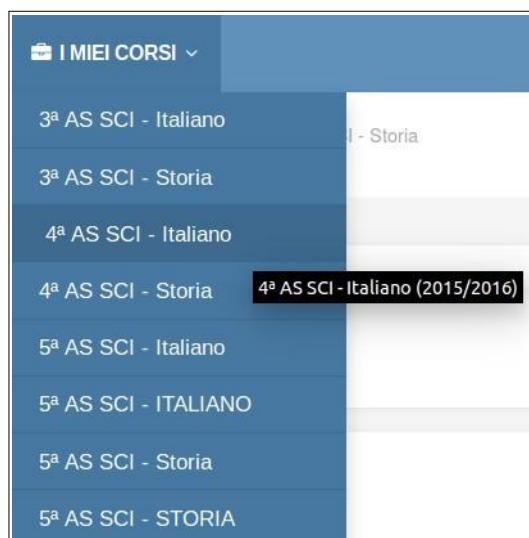 I MIEI CORSI
3ª AS SCI - Italiano
I - Storia
3ª AS SCI - Storia
4ª AS SCI - Italiano
4ª AS SCI - Storia
4ª AS SCI - Italiano (2015/2016)
5ª AS SCI - Italiano
5ª AS SCI - ITALIANO
5ª AS SCI - Storia
5ª AS SCI - STORIA